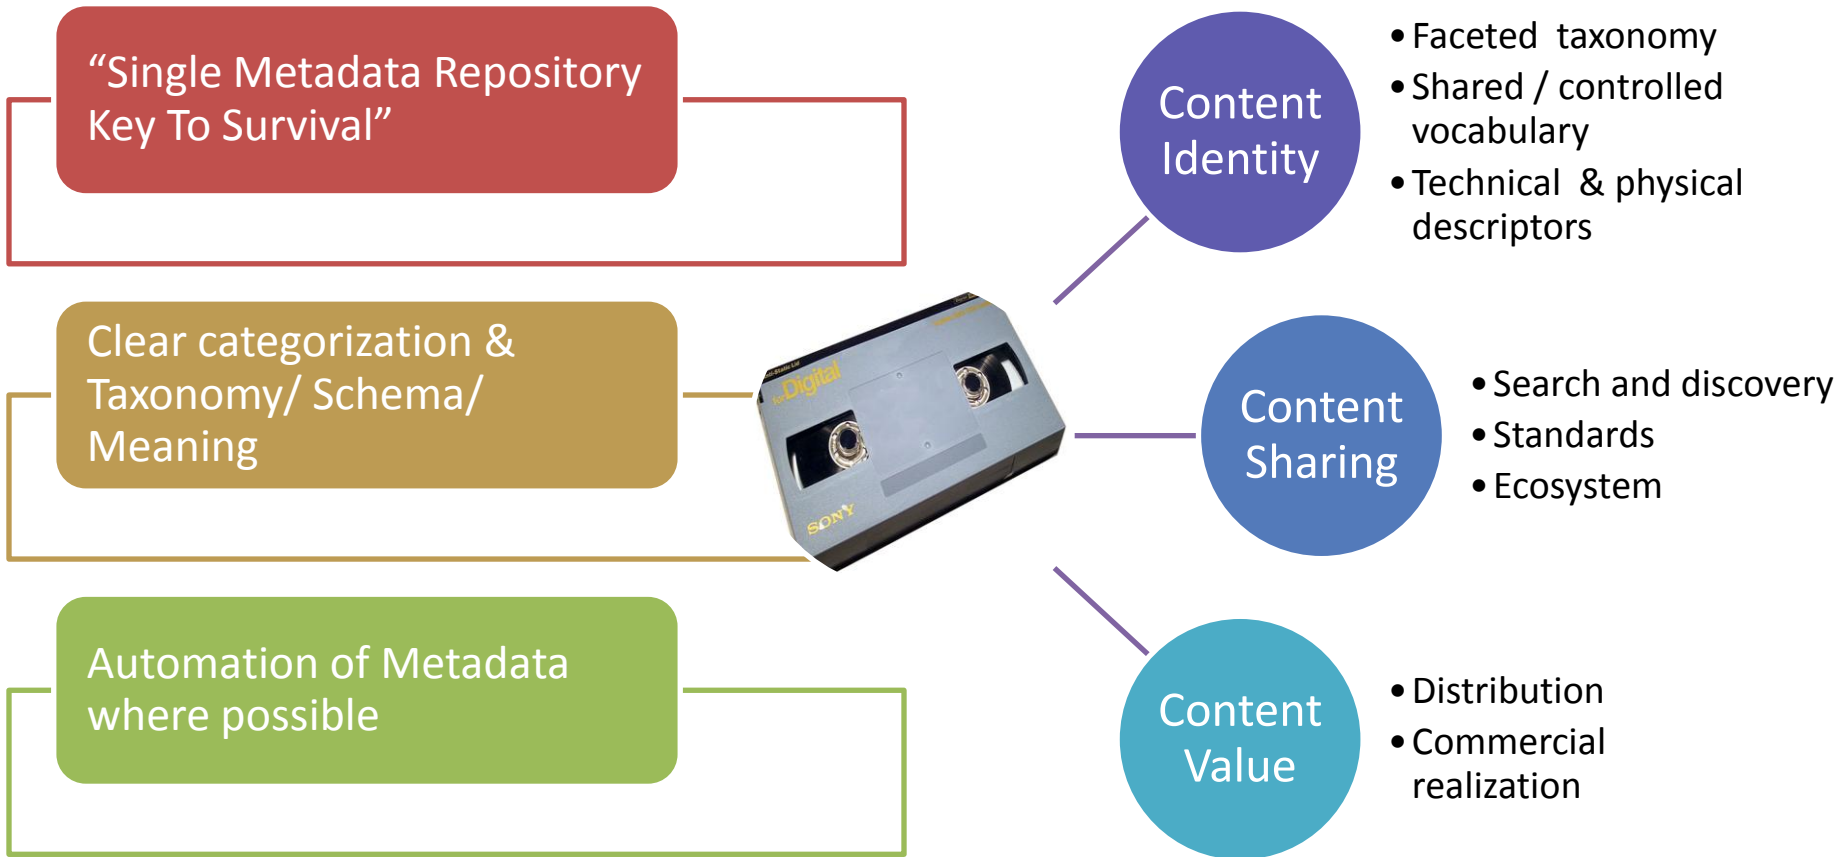 “Single Metadata Repository
Key To Survival”
Clear categorization &
Taxonomy/ Schema/
Meaning
Automation of Metadata
where possible
for Digital
SONY
Content
Identity
•Faceted taxonomy
•Shared / controlled
vocabulary
•Technical & physical
descriptors
Content
Sharing
•Search and discovery
•Standards
•Ecosystem
Content
Value
•Distribution
•Commercial
realization